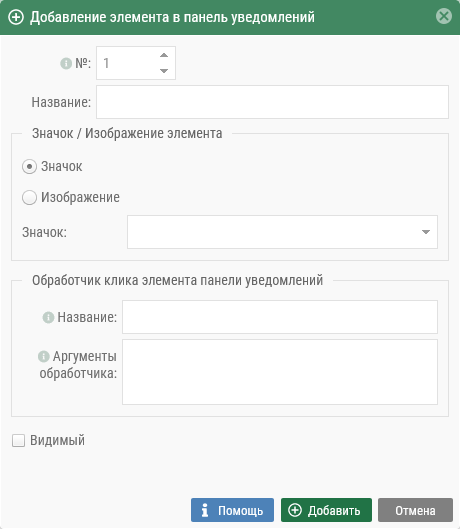 Добавление элемента в панель уведомлений
№: 1
Название:
Значок / Изображение элемента
Значок
Изображение
Значок:
Обработчик клика элемента панели уведомлений
Название:
Аргументы
обработчика:
Видимый
Помощь Добавить Отмена